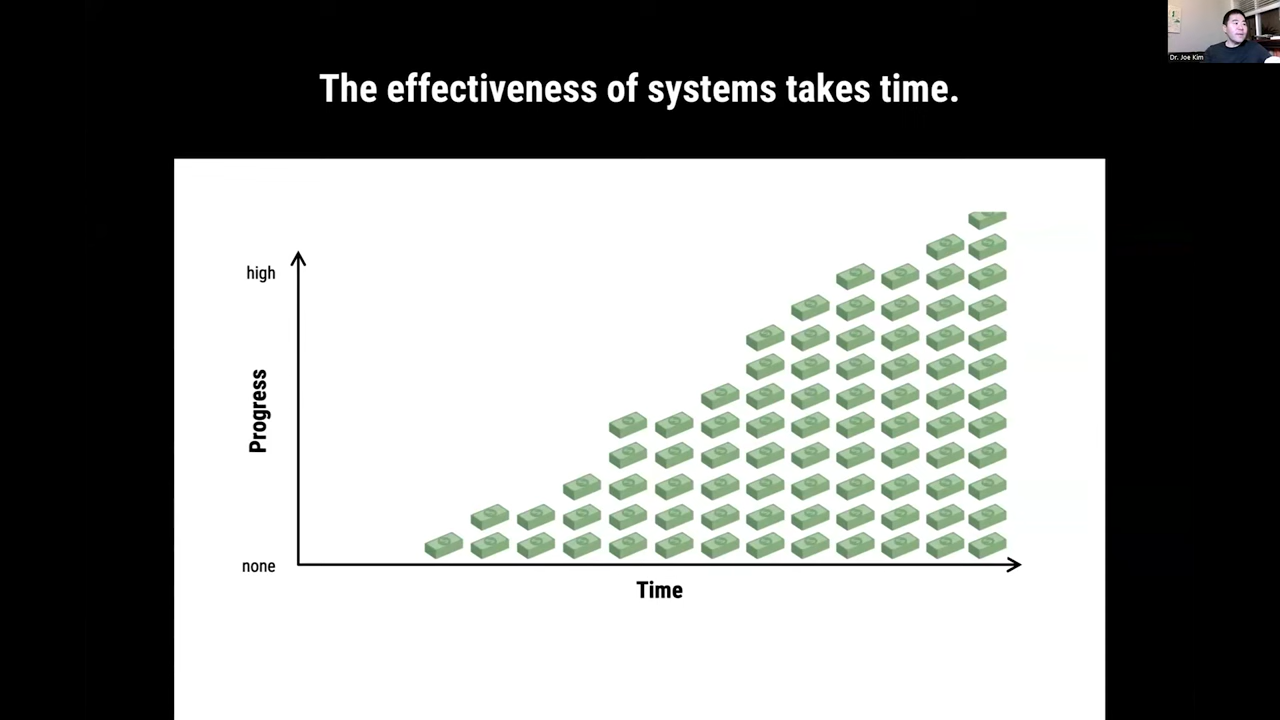 Dr. Joe Kim
The effectiveness of systems takes time.
high
Progress
none
Time